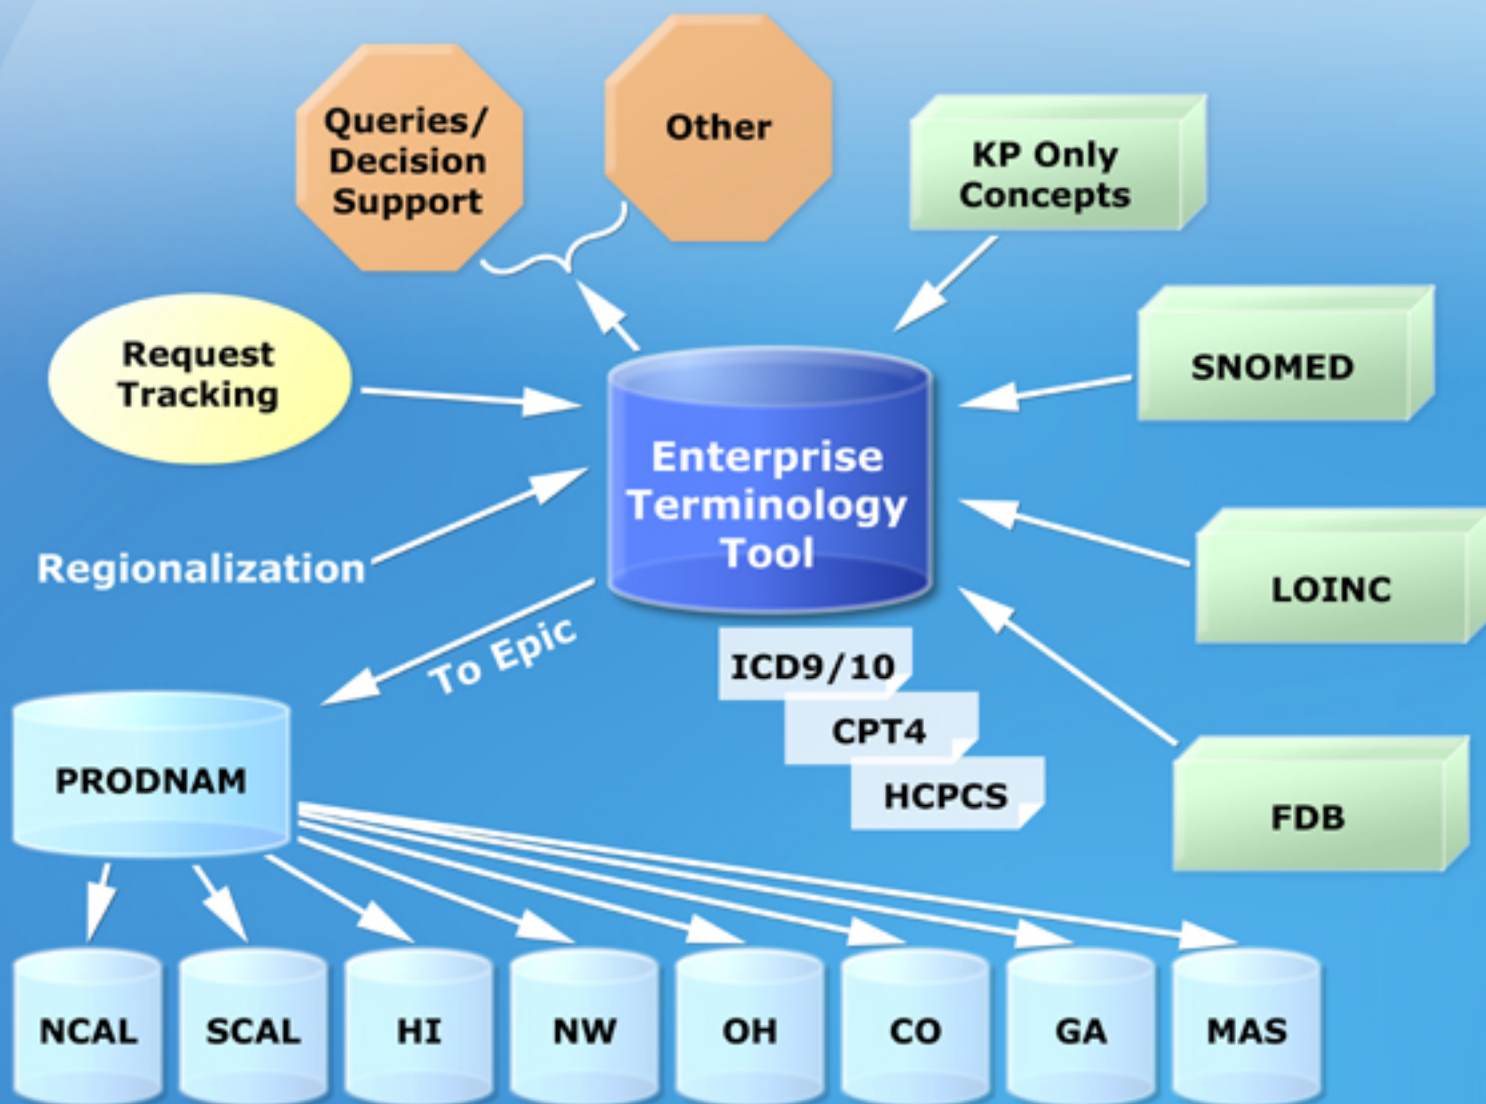 Queries/
Decision
Support
Other
KP Only
Concepts
Request
Tracking
SNOMED
Enterprise
Terminology
Tool
Regionalization
LOINC
To Epic
ICD9/10
CPT4
HCPCS
PRODNAM
FDB
NCAL
SCAL
HI
NW
OH
CO
GA
MAS